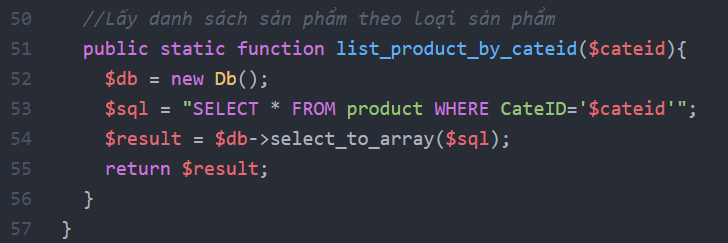 50 //Lấy danh sách sản phẩm theo loại sản phẩm
51 public static function list_product_by_cateid($cateid){
52 $db = new Db();
53 $sql = "SELECT * FROM product WHERE CateID='$cateid'";
54 $result = $db->select_to_array($sql);
55 return $result;
56 }
57 }